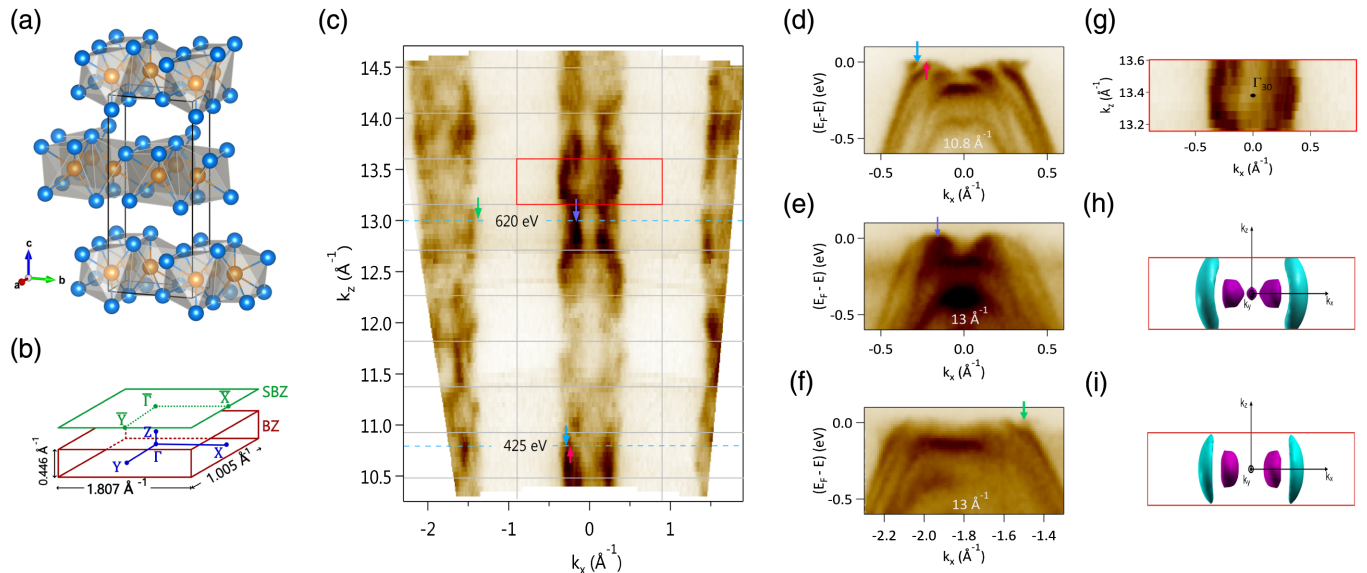 (a)
c
a
b
(b)
SBZ
Γ̅
X̅
Y̅
BZ
Z
Γ
X
Y
0.446 Å⁻¹
1.807 Å⁻¹
1.005 Å⁻¹
(c)
14.5
14.0
13.5
13.0
12.5
12.0
11.5
11.0
10.5
k_z (Å⁻¹)
620 eV
425 eV
-2
-1
0
1
k_x (Å⁻¹)
(d)
0.0
-0.5
(E_F-E) (eV)
10.8 Å⁻¹
-0.5
0.0
0.5
k_x (Å⁻¹)
(e)
0.0
-0.5
(E_F - E) (eV)
13 Å⁻¹
-0.5
0.0
0.5
k_x (Å⁻¹)
(f)
0.0
-0.5
(E_F - E) (eV)
13 Å⁻¹
-2.2
-2.0
-1.8
-1.6
-1.4
k_x (Å⁻¹)
(g)
13.6
13.4
13.2
k_z (Å⁻¹)
Γ₃₀
-0.5
0.0
0.5
k_x (Å⁻¹)
(h)
k_z
k_y
k_x
(i)
k_z
k_y
k_x